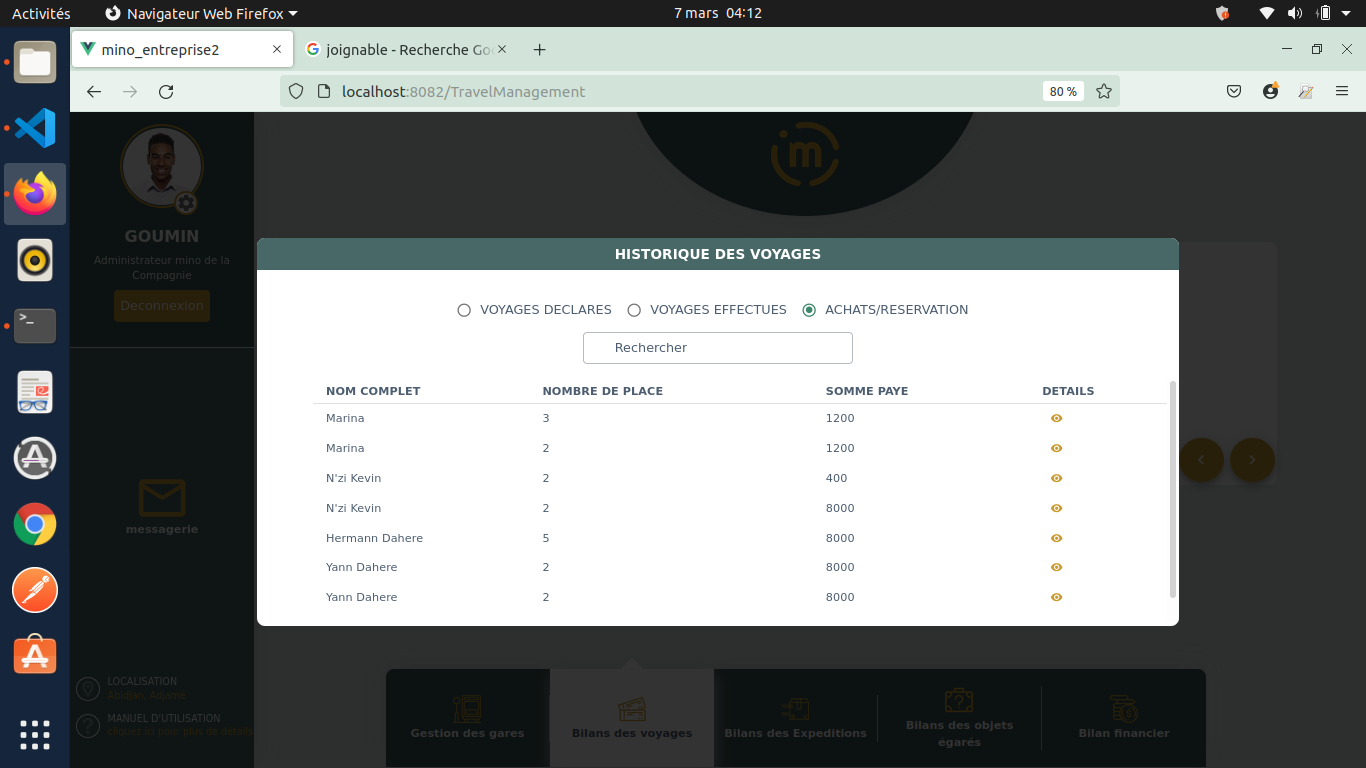 Activités Navigateur Web Firefox 7 mars 04:12
mino_entreprise2 joignable - Recherche Goo
localhost:8082/TravelManagement 80 %
m
GOUMIN
Administrateur mino de la
Compagnie
Deconnexion
messagerie
LOCALISATION
Abidjan, Adjamé
MANUEL D'UTILISATION
cliquez ici pour plus de détails
HISTORIQUE DES VOYAGES
VOYAGES DECLARES VOYAGES EFFECTUES ACHATS/RESERVATION
Rechercher
NOM COMPLET NOMBRE DE PLACE SOMME PAYE DETAILS
Marina 3 1200
Marina 2 1200
N'zi Kevin 2 400
N'zi Kevin 2 8000
Hermann Dahere 5 8000
Yann Dahere 2 8000
Yann Dahere 2 8000
Gestion des gares
Bilans des voyages
Bilans des Expeditions
Bilans des objets
égarés
Bilan financier